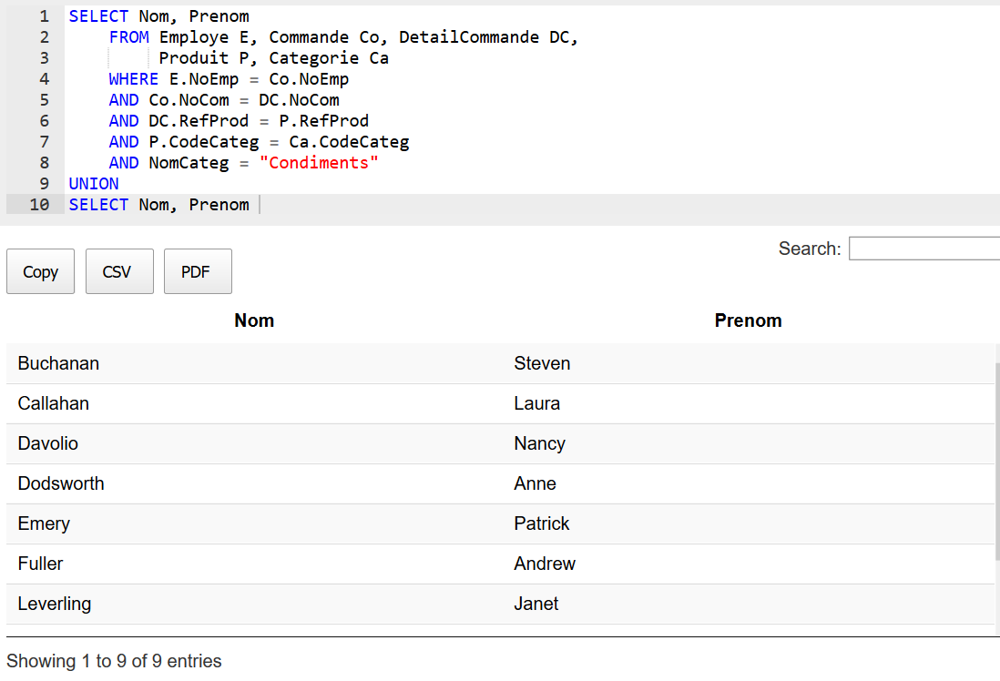 1 SELECT Nom, Prenom
2 FROM Employe E, Commande Co, DetailCommande DC,
3 Produit P, Categorie Ca
4 WHERE E.NoEmp = Co.NoEmp
5 AND Co.NoCom = DC.NoCom
6 AND DC.RefProd = P.RefProd
7 AND P.CodeCateg = Ca.CodeCateg
8 AND NomCateg = "Condiments"
9 UNION
10 SELECT Nom, Prenom
Search:
Copy CSV PDF
Nom Prenom
Buchanan Steven
Callahan Laura
Davolio Nancy
Dodsworth Anne
Emery Patrick
Fuller Andrew
Leverling Janet
Showing 1 to 9 of 9 entries